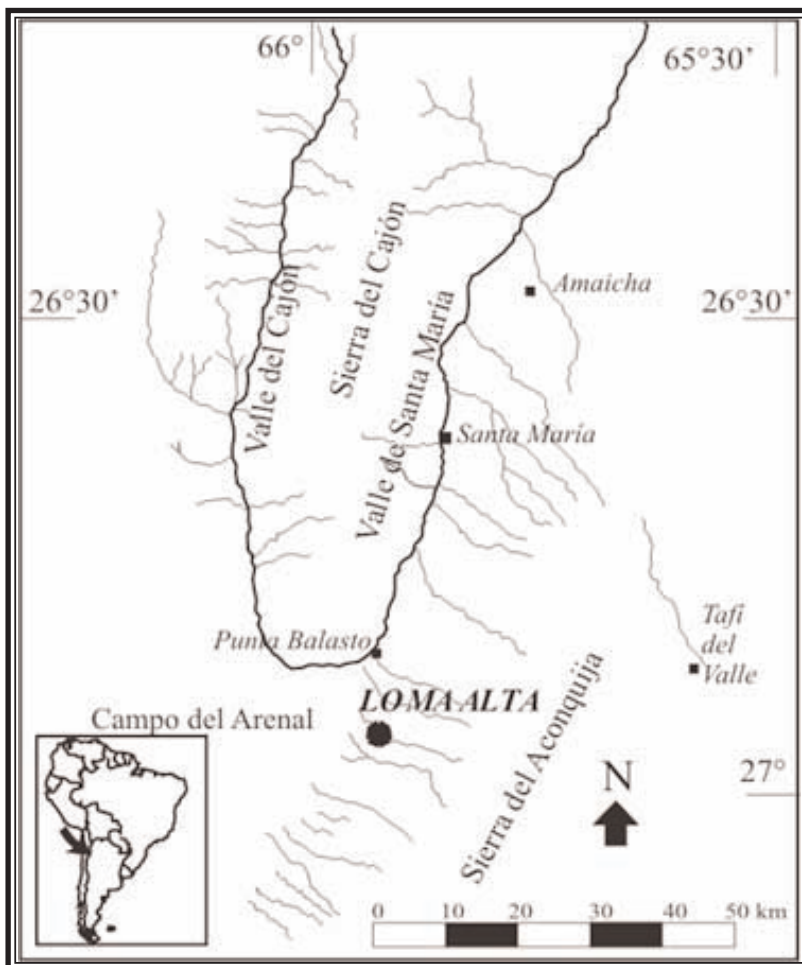 66°
65°30’
Valle del Cajón
Sierra del Cajón
Valle de Santa María
26°30’
Amaicha
26°30’
Santa María
Punta Balasto
Tafí
del
Valle
LOMA ALTA
Campo del Arenal
Sierra del Aconquija
N
27°
0 10 20 30 40 50 km